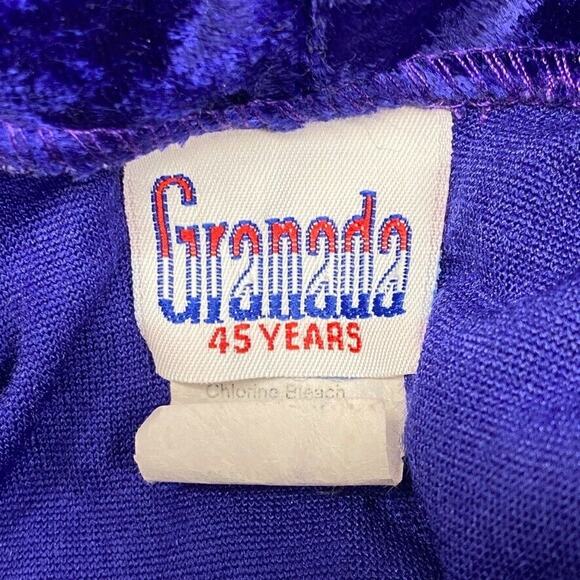 Granada
45 YEARS
Chlorine Bleach